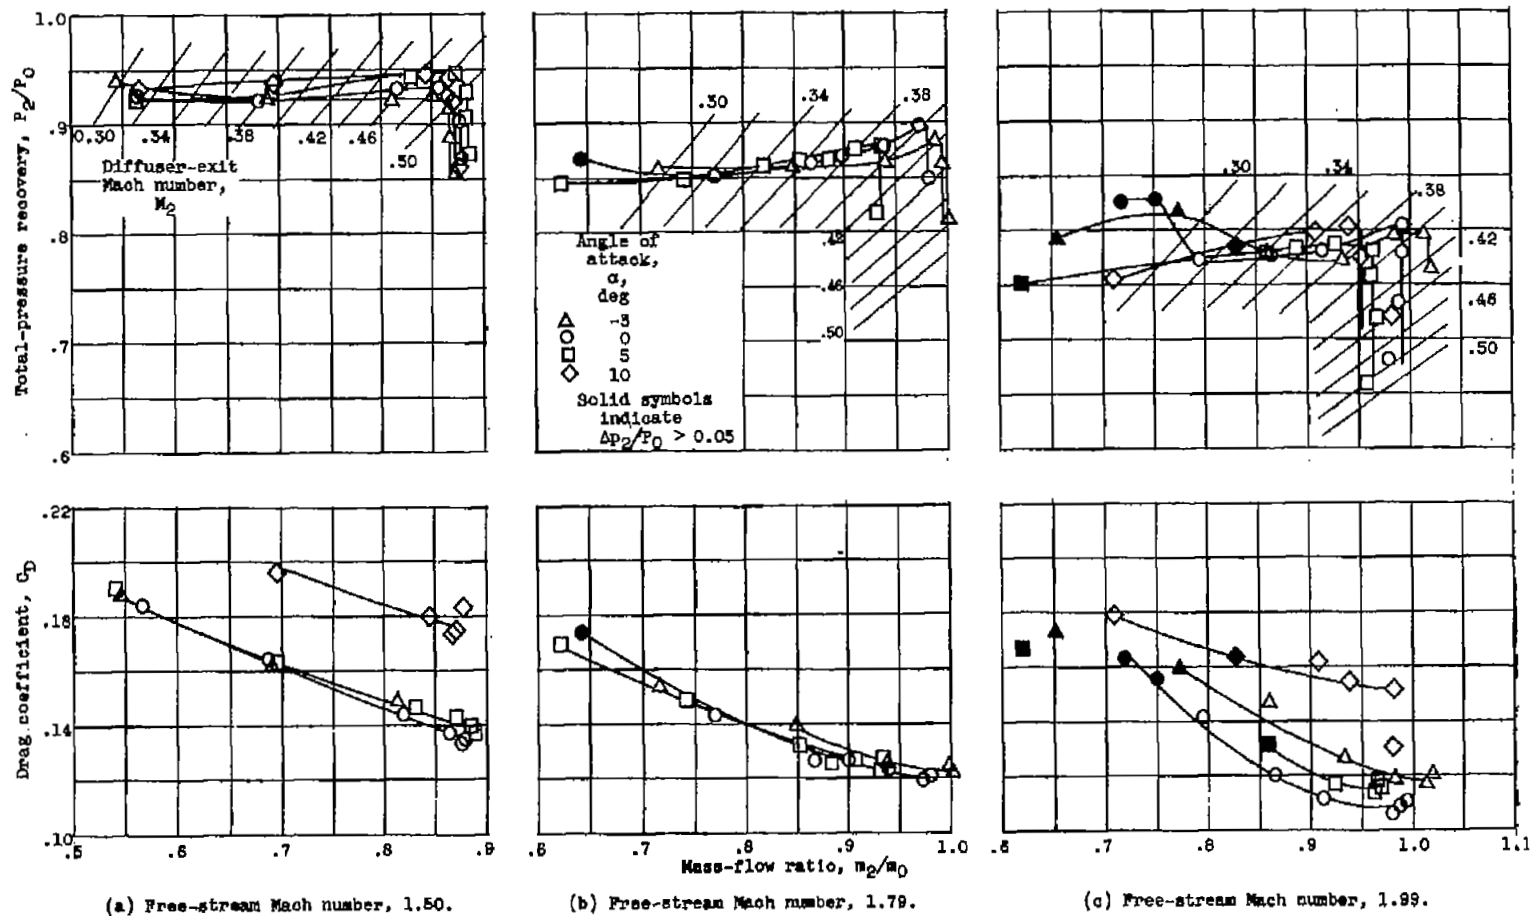 1.0
.9
.8
.7
.6
Total-pressure recovery, P2/P0
0.30 .34 .38 .42 .46
.50
Diffuser-exit
Mach number,
M2
.30 .34 .38
.42
.46
.50
Angle of
attack,
α,
deg
-3
0
5
10
Solid symbols
indicate
Δp2/P0 > 0.05
.30 .34
.38
.42
.46
.50
.22
.18
.14
.10
Drag coefficient, CD
.5 .6 .7 .8 .9
.6 .7 .8 .9 1.0
.6 .7 .8 .9 1.0 1.1
Mass-flow ratio, m2/m0
(a) Free-stream Mach number, 1.50.
(b) Free-stream Mach number, 1.79.
(c) Free-stream Mach number, 1.99.